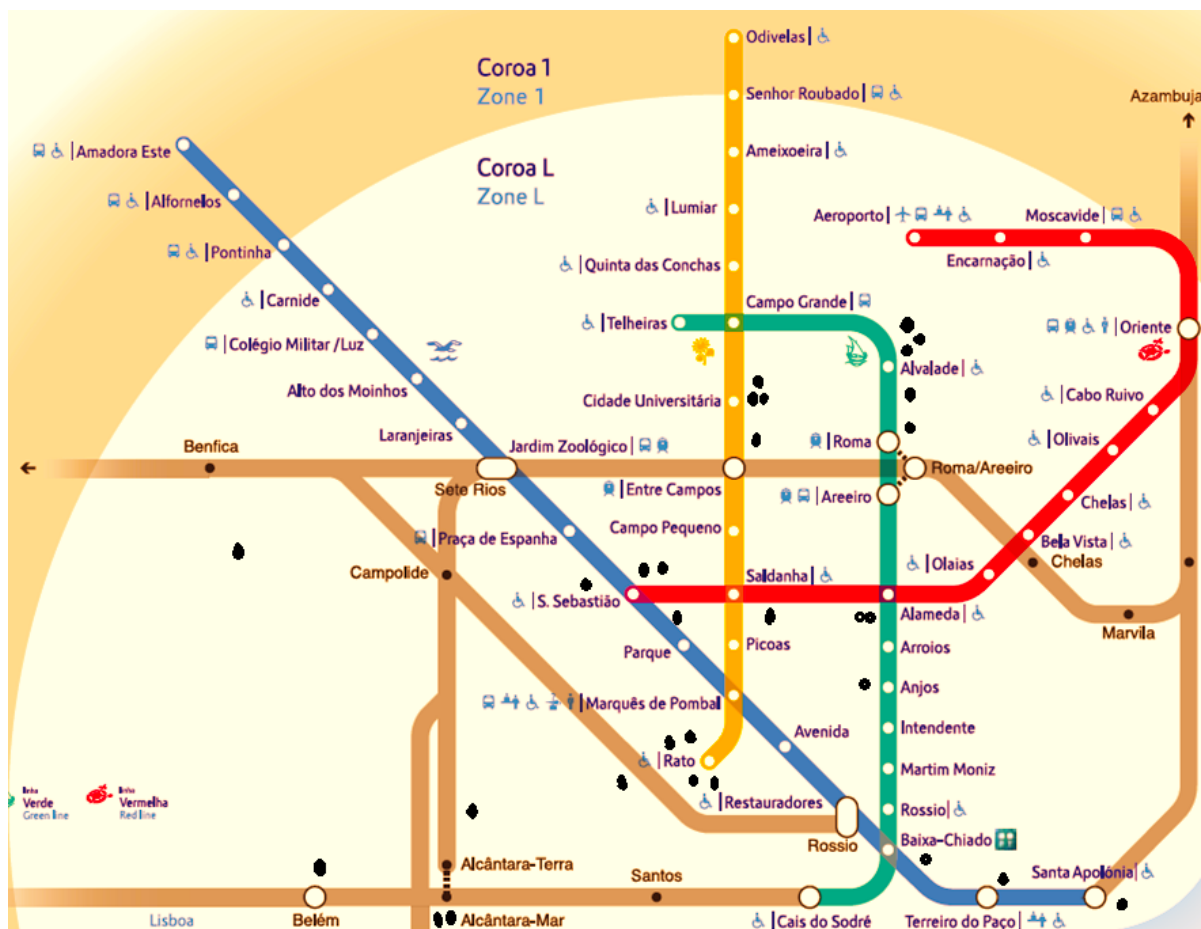 Odivelas
Coroa 1
Zone 1
Senhor Roubado
Azambuja
Amadora Este
Ameixoeira
Coroa L
Zone L
Alfornelos
Lumiar
Aeroporto
Moscavide
Pontinha
Encarnação
Quinta das Conchas
Carnide
Campo Grande
Telheiras
Oriente
Colégio Militar /Luz
Alvalade
Alto dos Moinhos
Cabo Ruivo
Cidade Universitária
Laranjeiras
Olivais
Benfica
Jardim Zoológico
Roma
Roma/Areeiro
Sete Rios
Entre Campos
Areeiro
Chelas
Campo Pequeno
Praça de Espanha
Bela Vista
Campolide
Saldanha
Olaias
Chelas
S. Sebastião
Alameda
Marvila
Parque
Picoas
Arroios
Anjos
Marquês de Pombal
Intendente
Avenida
Rato
Martim Moniz
linha
Verde
Green line
linha
Vermelha
Red line
Restauradores
Rossio
Rossio
Baixa-Chiado
Alcântara-Terra
Santos
Santa Apolónia
Lisboa
Belém
Alcântara-Mar
Cais do Sodré
Terreiro do Paço